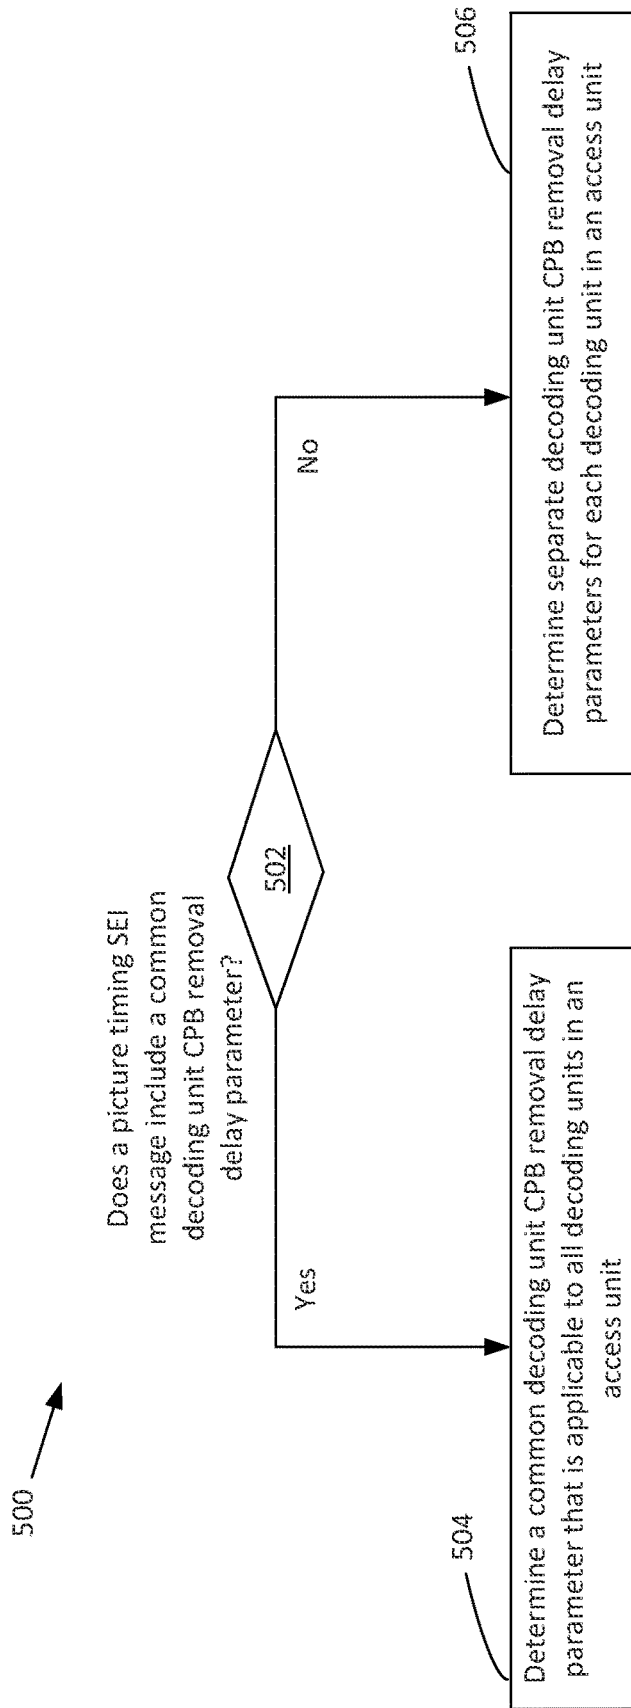 500
Does a picture timing SEI
message include a common
decoding unit CPB removal
delay parameter?
502
Yes
No
504
Determine a common decoding unit CPB removal delay
parameter that is applicable to all decoding units in an
access unit
506
Determine separate decoding unit CPB removal delay
parameters for each decoding unit in an access unit